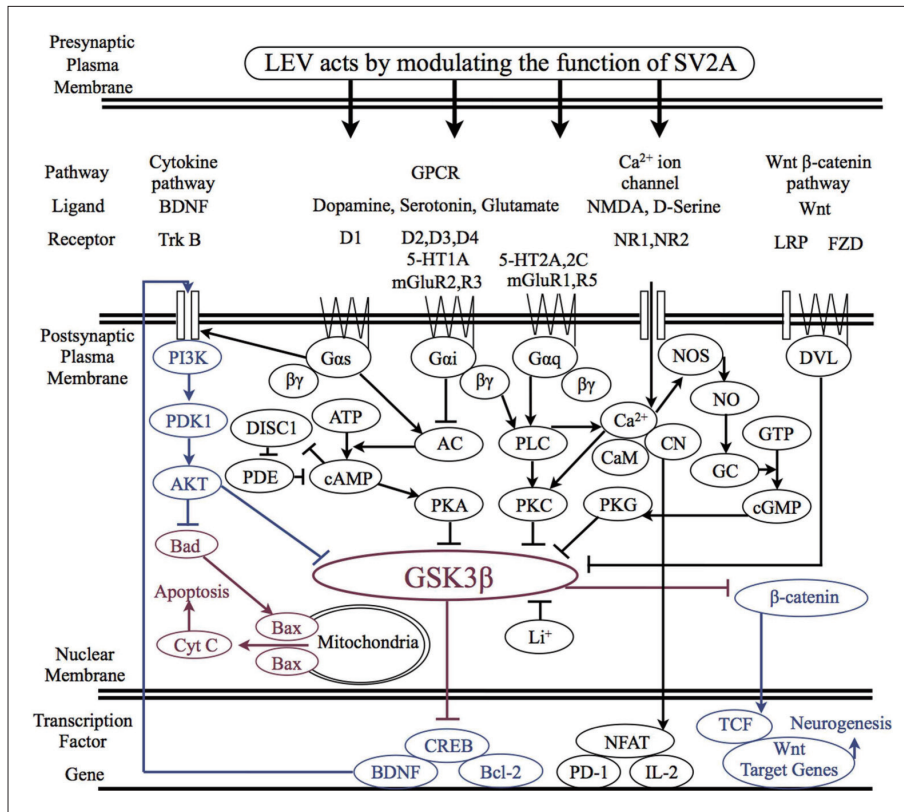 Presynaptic
Plasma
Membrane
LEV acts by modulating the function of SV2A
Pathway
Cytokine
pathway
GPCR
Ca²⁺ ion
channel
Wnt β-catenin
pathway
Ligand
BDNF
Dopamine, Serotonin, Glutamate
NMDA, D-Serine
Wnt
Receptor
Trk B
D1
D2,D3,D4
5-HT1A
mGluR2,R3
5-HT2A,2C
mGluR1,R5
NR1,NR2
LRP
FZD
Postsynaptic
Plasma
Membrane
PI3K
Gαs
βγ
Gαi
βγ
Gαq
βγ
NOS
DVL
PDK1
DISC1
ATP
AC
PLC
Ca²⁺
CaM
CN
NO
GTP
AKT
PDE
cAMP
GC
PKA
PKC
PKG
cGMP
Bad
GSK3β
β-catenin
Apoptosis
Bax
Mitochondria
Li⁺
Cyt C
Bax
Nuclear
Membrane
Transcription
Factor
CREB
NFAT
TCF
Neurogenesis
Gene
BDNF
Bcl-2
PD-1
IL-2
Wnt
Target Genes